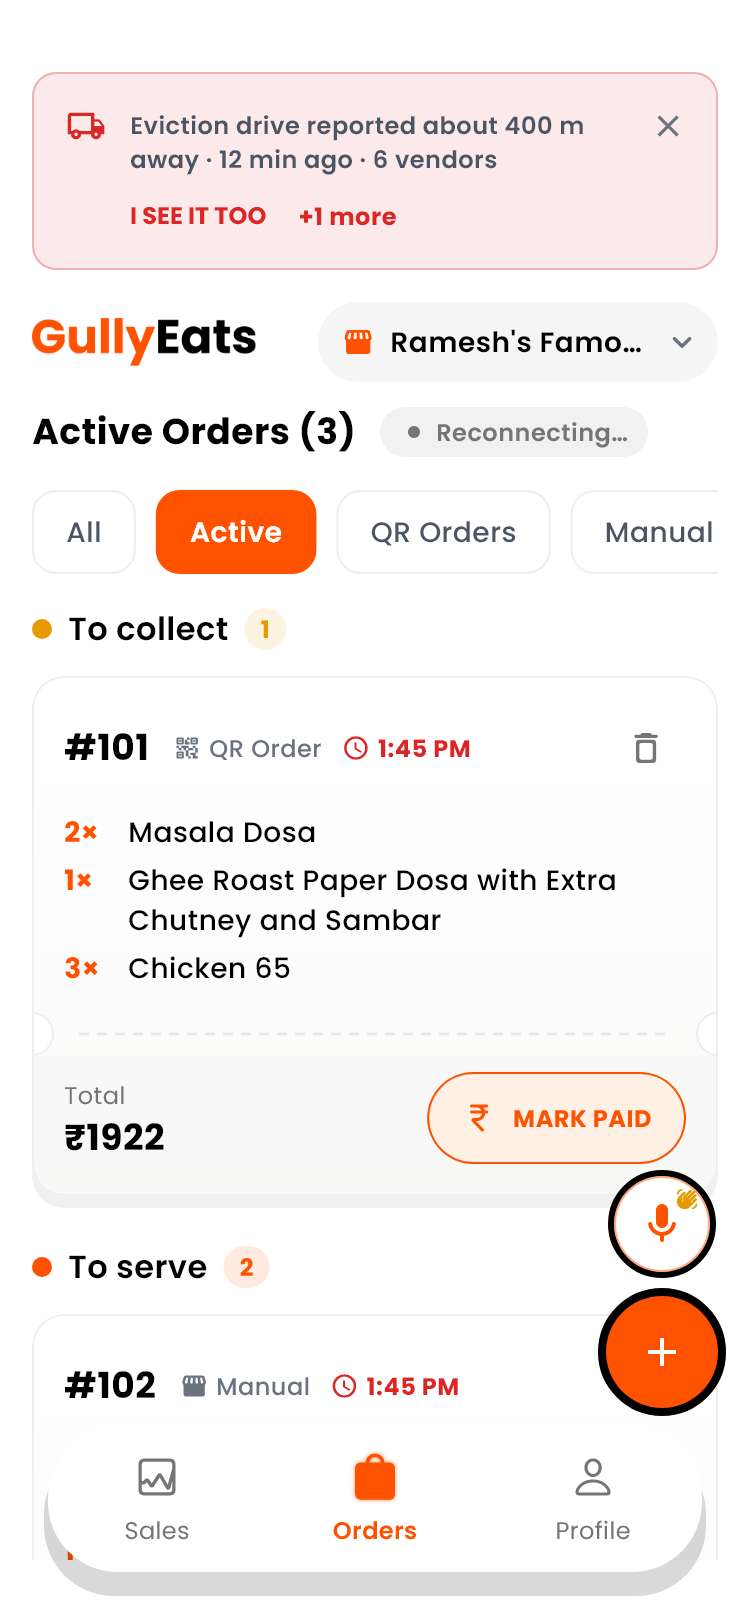 Eviction drive reported about 400 m
away · 12 min ago · 6 vendors
I SEE IT TOO +1 more
GullyEats
Ramesh's Famo...
Active Orders (3)
Reconnecting...
All
Active
QR Orders
Manual
To collect 1
#101 QR Order 1:45 PM
2× Masala Dosa
1× Ghee Roast Paper Dosa with Extra
Chutney and Sambar
3× Chicken 65
Total
₹1922
₹ MARK PAID
To serve 2
#102 Manual 1:45 PM
Sales
Orders
Profile